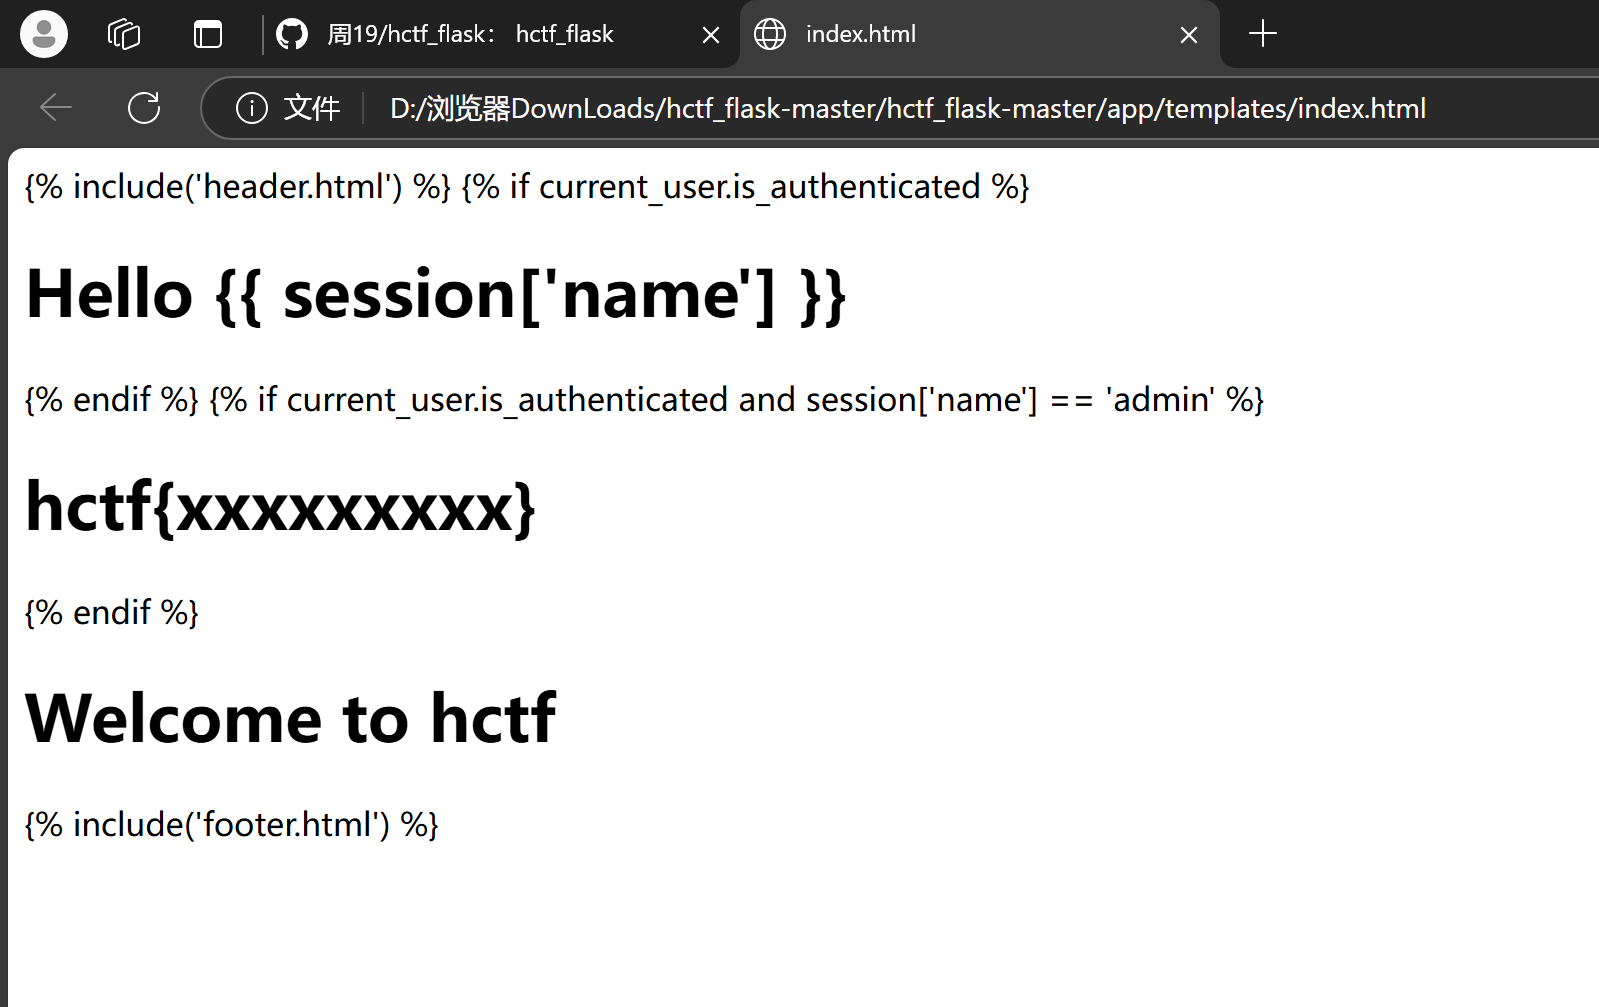 周19/hctf_flask： hctf_flask
index.html
文件
D:/浏览器DownLoads/hctf_flask-master/hctf_flask-master/app/templates/index.html
{% include('header.html') %} {% if current_user.is_authenticated %}
Hello {{ session['name'] }}
{% endif %} {% if current_user.is_authenticated and session['name'] == 'admin' %}
hctf{xxxxxxxxx}
{% endif %}
Welcome to hctf
{% include('footer.html') %}